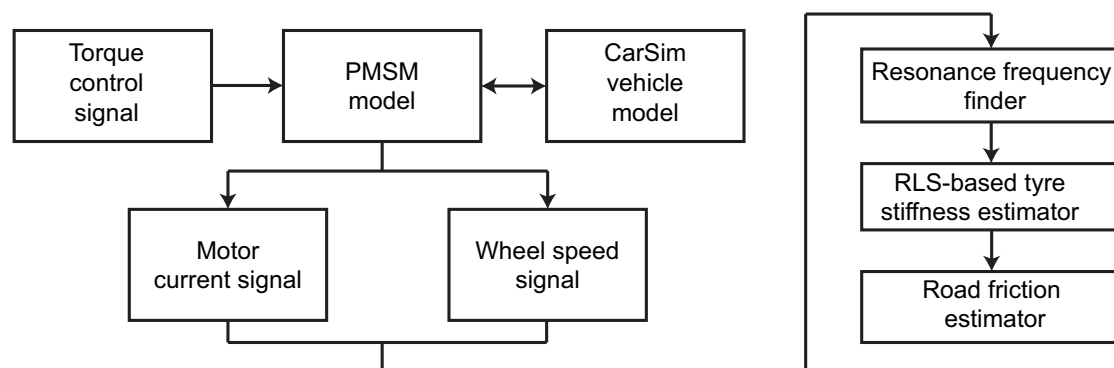 Torque
control
signal
PMSM
model
CarSim
vehicle
model
Motor
current signal
Wheel speed
signal
Resonance frequency
finder
RLS-based tyre
stiffness estimator
Road friction
estimator